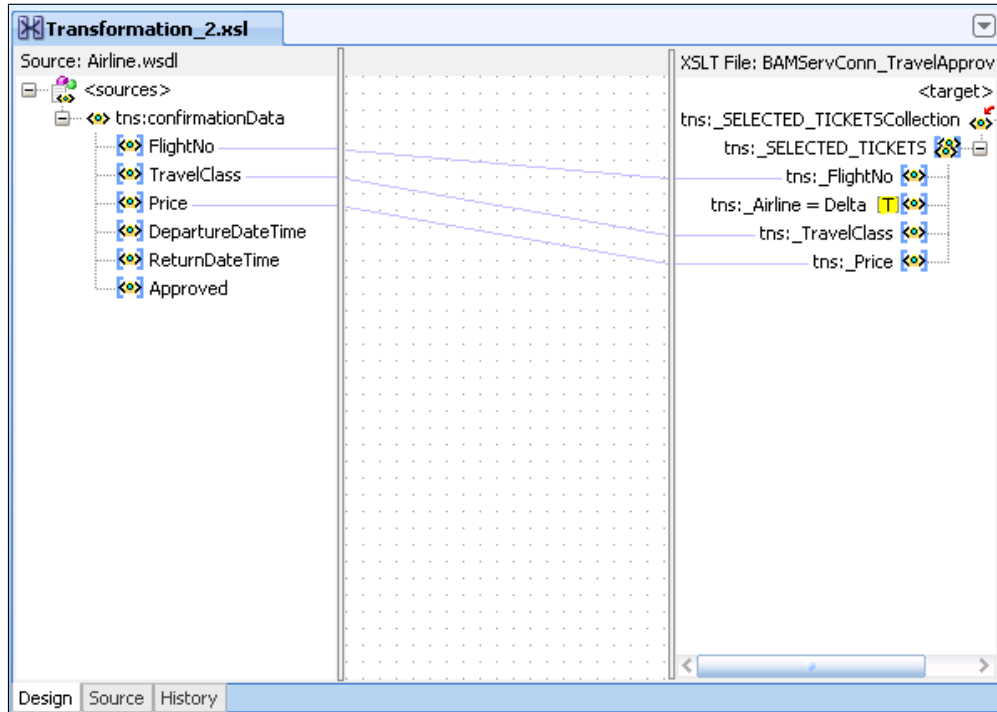 Transformation_2.xsl
Source: Airline.wsdl
XSLT File: BAMServConn_TravelApprov
<sources>
<target>
tns:confirmationData
tns:_SELECTED_TICKETSCollection
FlightNo
tns:_SELECTED_TICKETS
TravelClass
tns:_FlightNo
Price
tns:_Airline = Delta [T]
DepartureDateTime
tns:_TravelClass
ReturnDateTime
tns:_Price
Approved
Design Source History